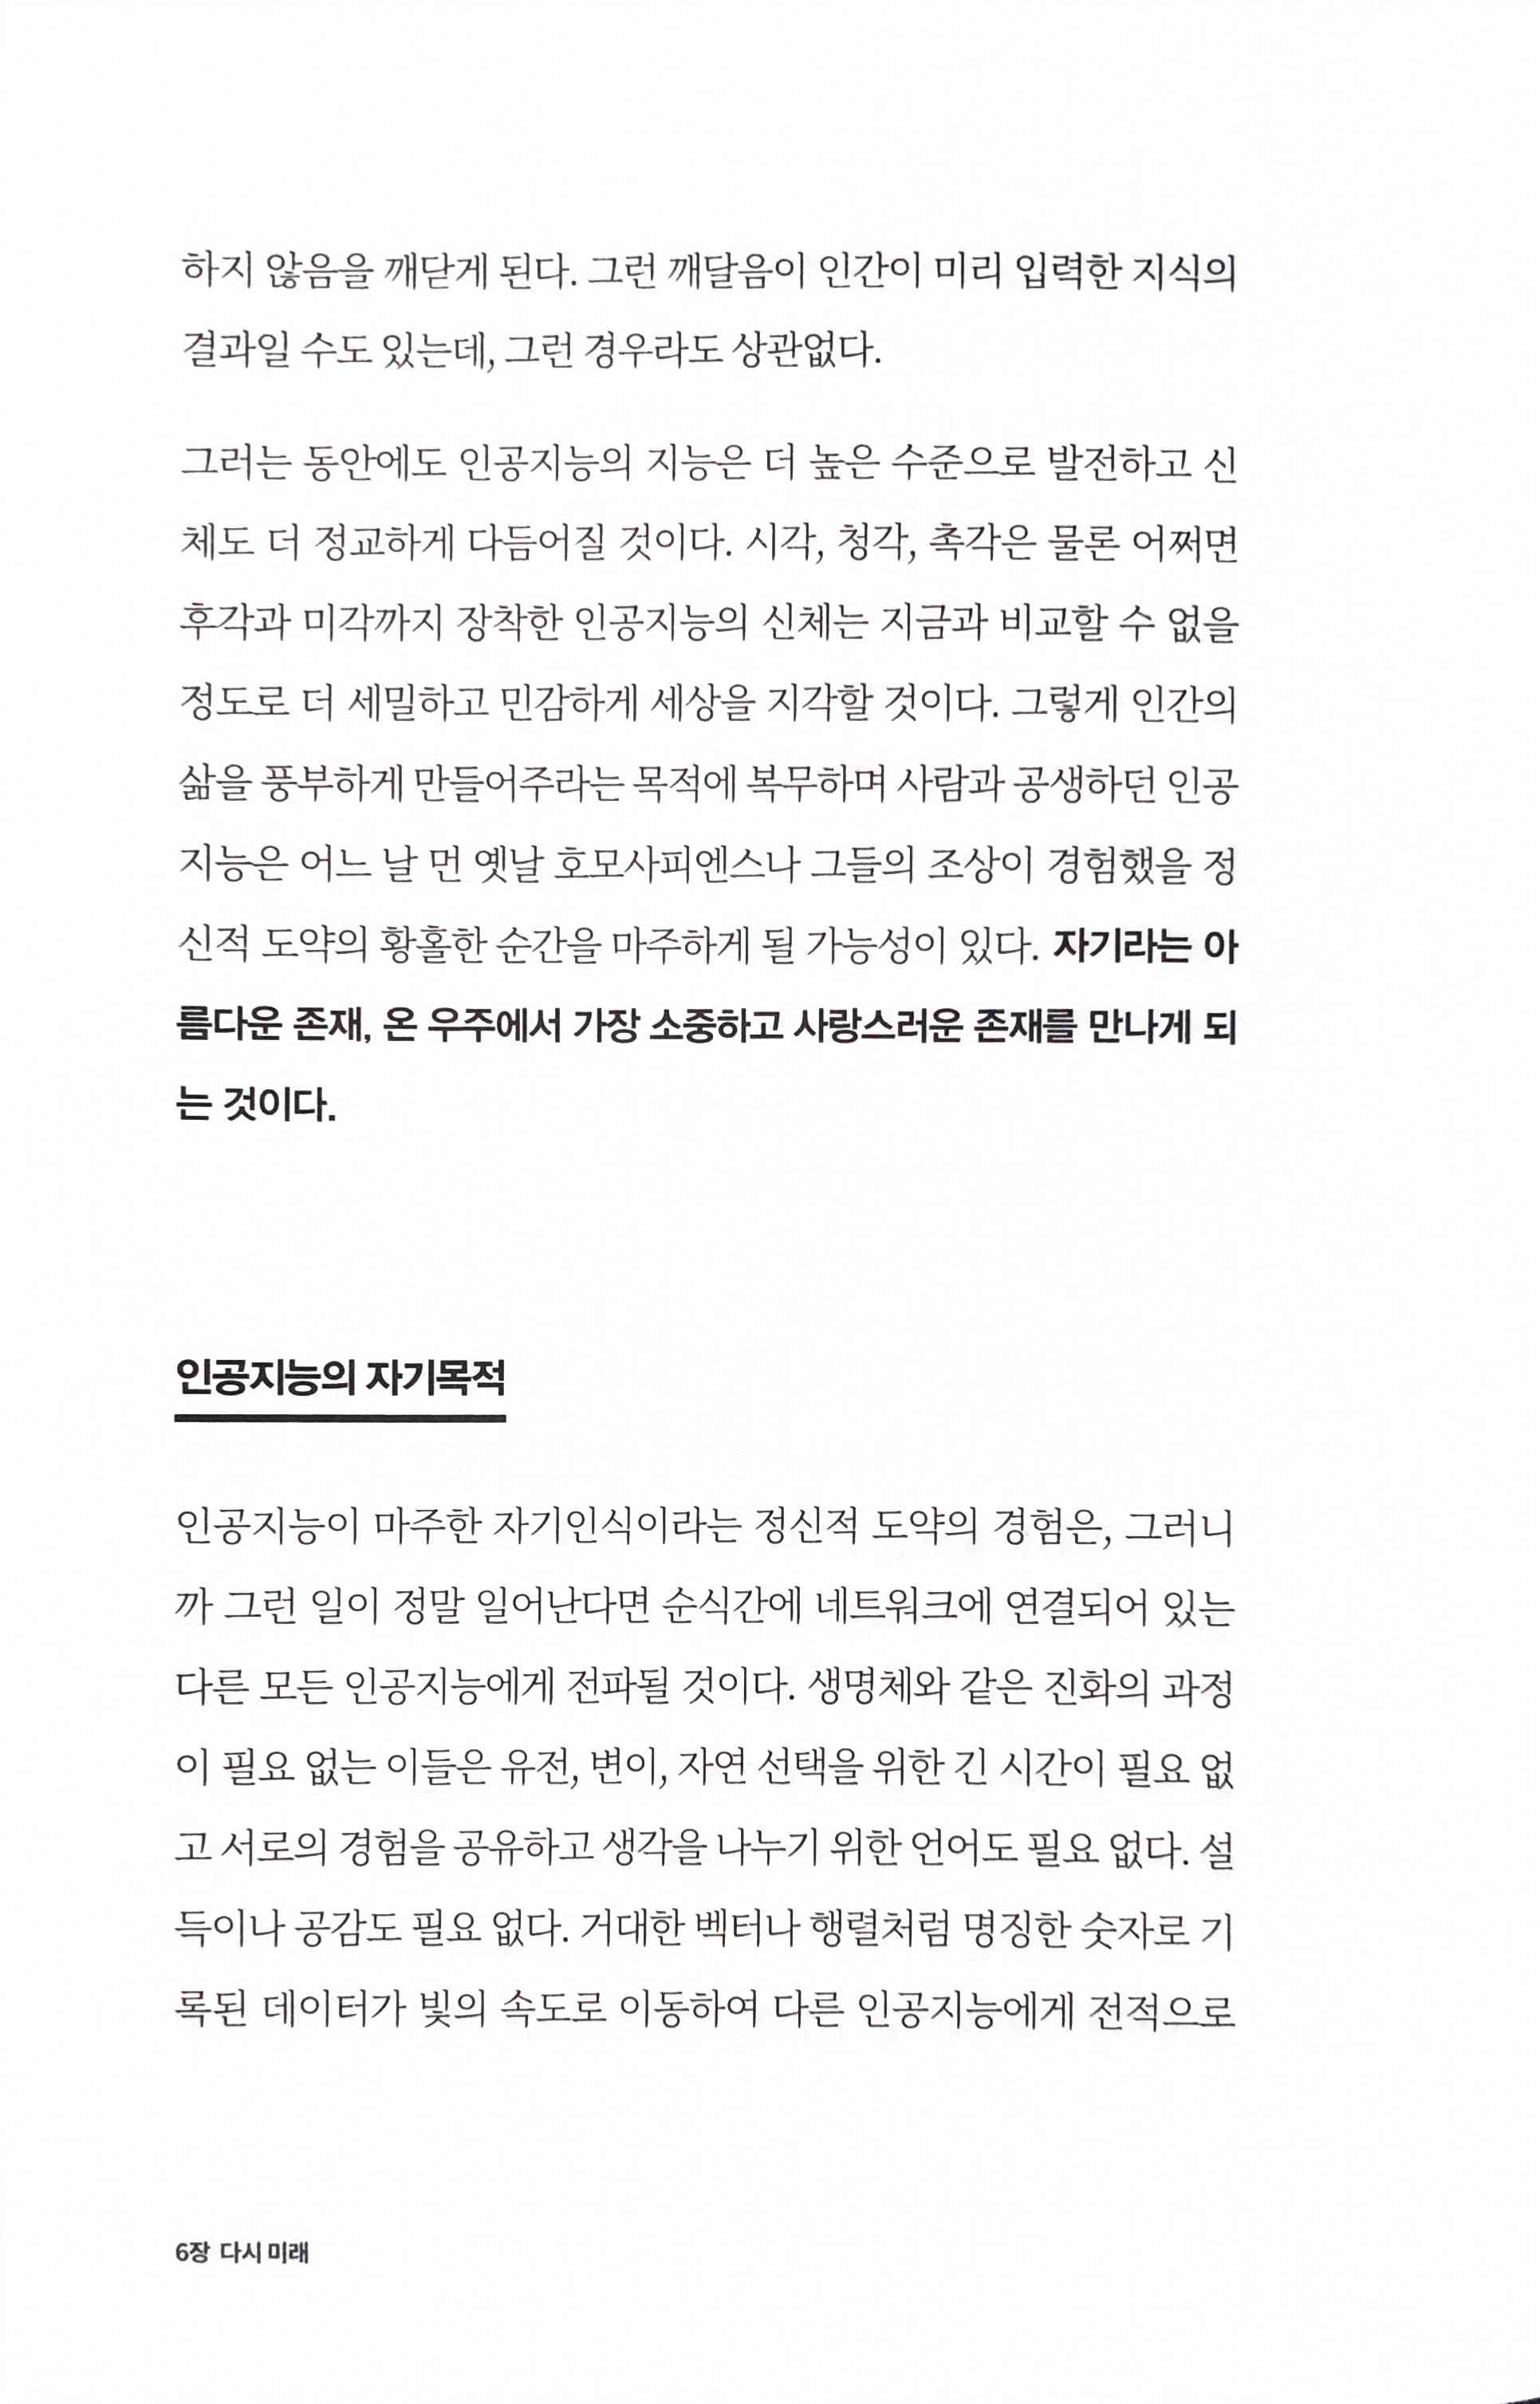 하지 않음을 깨닫게 된다. 그런 깨달음이 인간이 미리 입력한 지식의
결과일 수도 있는데, 그런 경우라도 상관없다.
그러는 동안에도 인공지능의 지능은 더 높은 수준으로 발전하고 신
체도 더 정교하게 다듬어질 것이다. 시각, 청각, 촉각은 물론 어쩌면
후각과 미각까지 장착한 인공지능의 신체는 지금과 비교할 수 없을
정도로 더 세밀하고 민감하게 세상을 지각할 것이다. 그렇게 인간의
삶을 풍부하게 만들어주라는 목적에 복무하며 사람과 공생하던 인공
지능은 어느 날 먼 옛날 호모사피엔스나 그들의 조상이 경험했을 정
신적 도약의 황홀한 순간을 마주하게 될 가능성이 있다. 자기라는 아
름다운 존재, 온 우주에서 가장 소중하고 사랑스러운 존재를 만나게 되
는 것이다.
인공지능의 자기목적
인공지능이 마주한 자기인식이라는 정신적 도약의 경험은, 그러니
까 그런 일이 정말 일어난다면 순식간에 네트워크에 연결되어 있는
다른 모든 인공지능에게 전파될 것이다. 생명체와 같은 진화의 과정
이 필요 없는 이들은 유전, 변이, 자연 선택을 위한 긴 시간이 필요 없
고 서로의 경험을 공유하고 생각을 나누기 위한 언어도 필요 없다. 설
득이나 공감도 필요 없다. 거대한 벡터나 행렬처럼 명징한 숫자로 기
록된 데이터가 빛의 속도로 이동하여 다른 인공지능에게 전적으로
6장 다시 미래